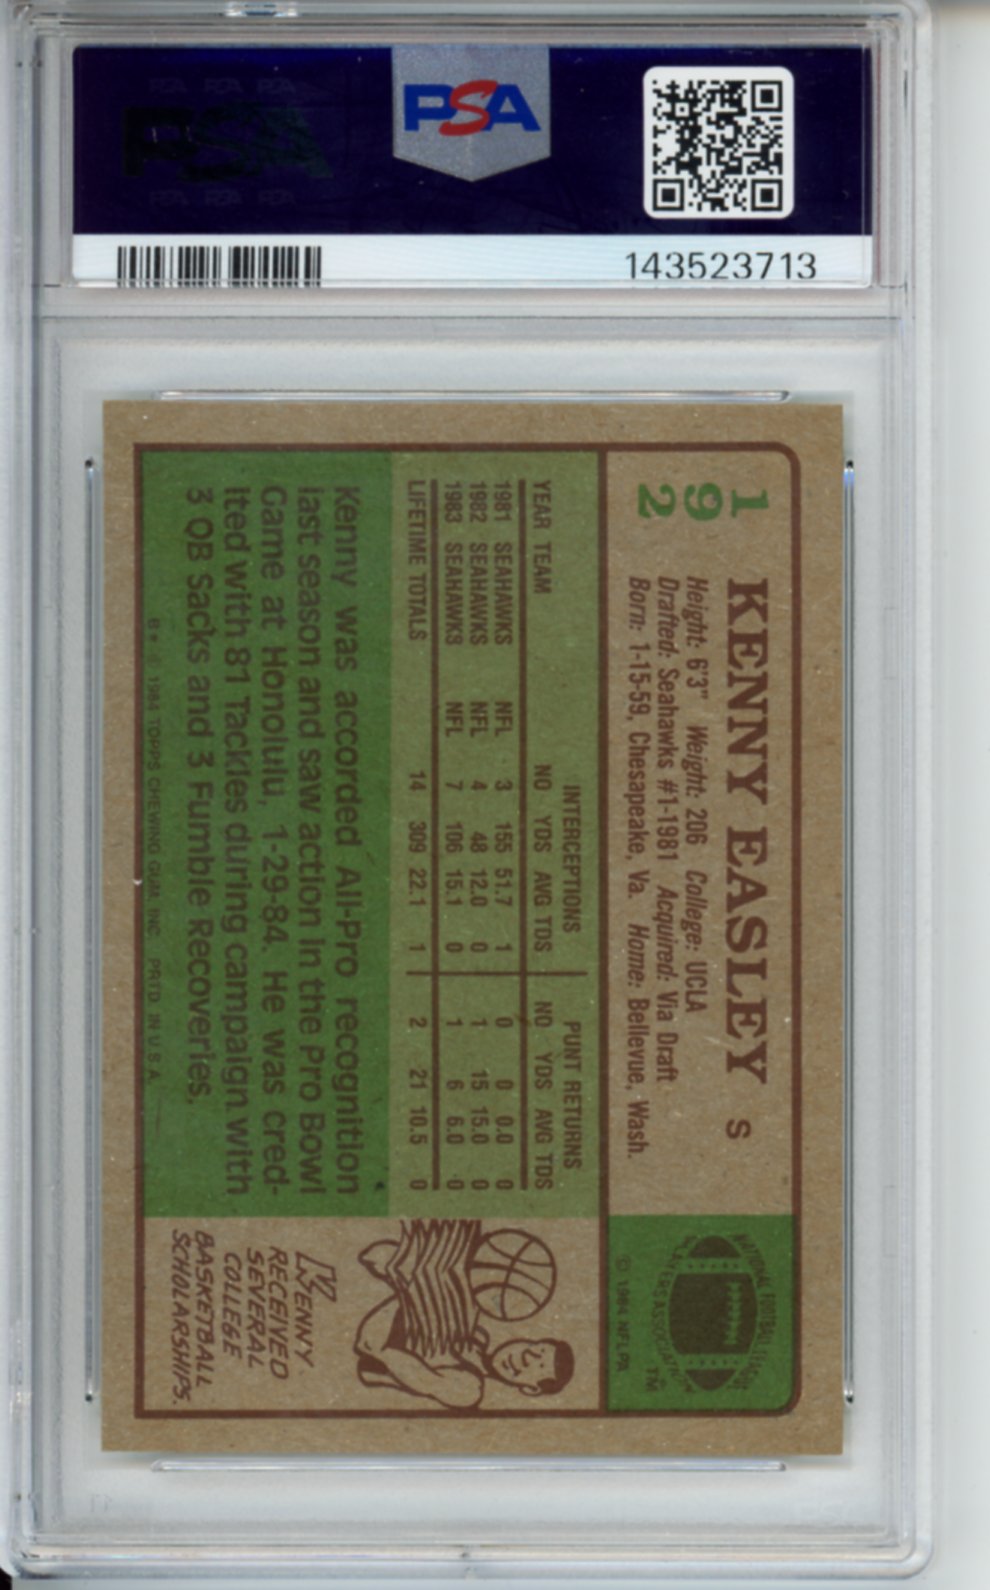 PSA
143523713
192
KENNY EASLEY S
Height: 6'3" Weight: 206 College: UCLA
Drafted: Seahawks #1-1981 Acquired: Via Draft
Born: 1-15-59, Chesapeake, Va. Home: Bellevue, Wash.
NATIONAL FOOTBALL LEAGUE
PLAYERS ASSOCIATION
TM
© 1984 NFLPA
INTERCEPTIONS PUNT RETURNS
YEAR TEAM NO YDS AVG TDS NO YDS AVG TDS
1981 SEAHAWKS NFL 3 155 51.7 1 0 0 0.0 0
1982 SEAHAWKS NFL 4 48 12.0 0 1 15 15.0 0
1983 SEAHAWKS NFL 7 106 15.1 0 1 6 6.0 0
LIFETIME TOTALS 14 309 22.1 1 2 21 10.5 0
Kenny was accorded All-Pro recognition
last season and saw action in the Pro Bowl
Game at Honolulu, 1-29-84. He was cred-
ited with 81 Tackles during campaign with
3 QB Sacks and 3 Fumble Recoveries.
B* © 1984 TOPPS CHEWING GUM, INC. PRTD. IN U.S.A.
KENNY
RECEIVED
SEVERAL
COLLEGE
BASKETBALL
SCHOLARSHIPS.